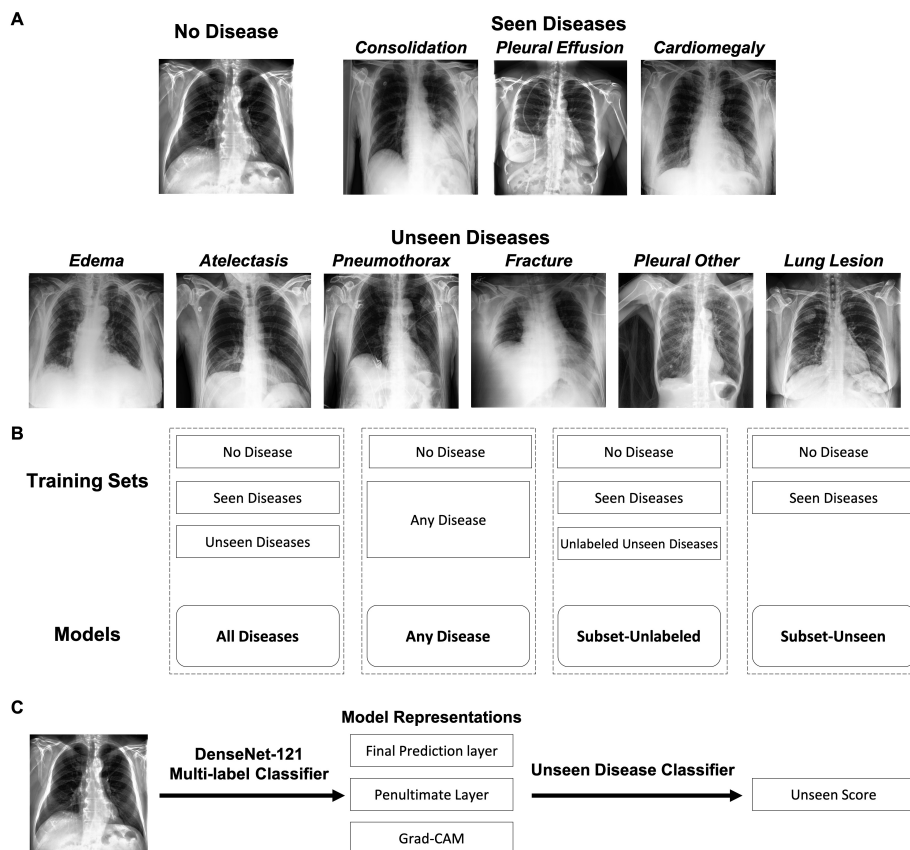 A
No Disease
Seen Diseases
Consolidation
Pleural Effusion
Cardiomegaly
Unseen Diseases
Edema
Atelectasis
Pneumothorax
Fracture
Pleural Other
Lung Lesion
B
Training Sets
No Disease
Seen Diseases
Unseen Diseases
No Disease
Any Disease
No Disease
Seen Diseases
Unlabeled Unseen Diseases
No Disease
Seen Diseases
Models
All Diseases
Any Disease
Subset-Unlabeled
Subset-Unseen
C
DenseNet-121
Multi-label Classifier
Model Representations
Final Prediction layer
Penultimate Layer
Grad-CAM
Unseen Disease Classifier
Unseen Score